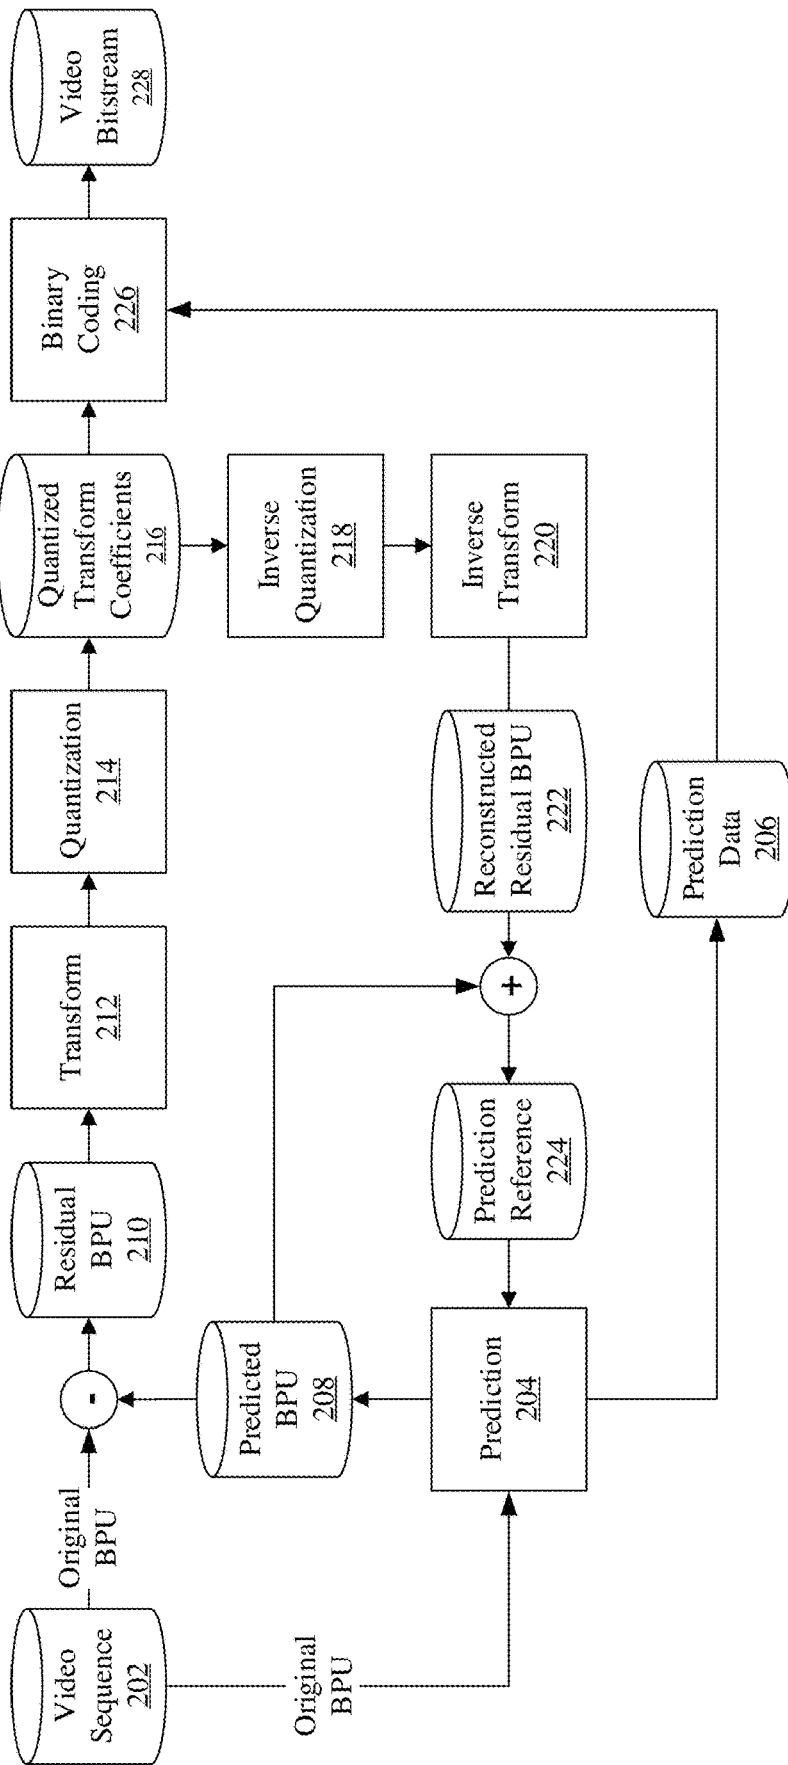 Video
Sequence
202
Original
BPU
-
Residual
BPU
210
Transform
212
Quantization
214
Quantized
Transform
Coefficients
216
Binary
Coding
226
Video
Bitstream
228
Original
BPU
Predicted
BPU
208
Inverse
Quantization
218
Prediction
204
Prediction
Reference
224
+
Reconstructed
Residual BPU
222
Inverse
Transform
220
Prediction
Data
206